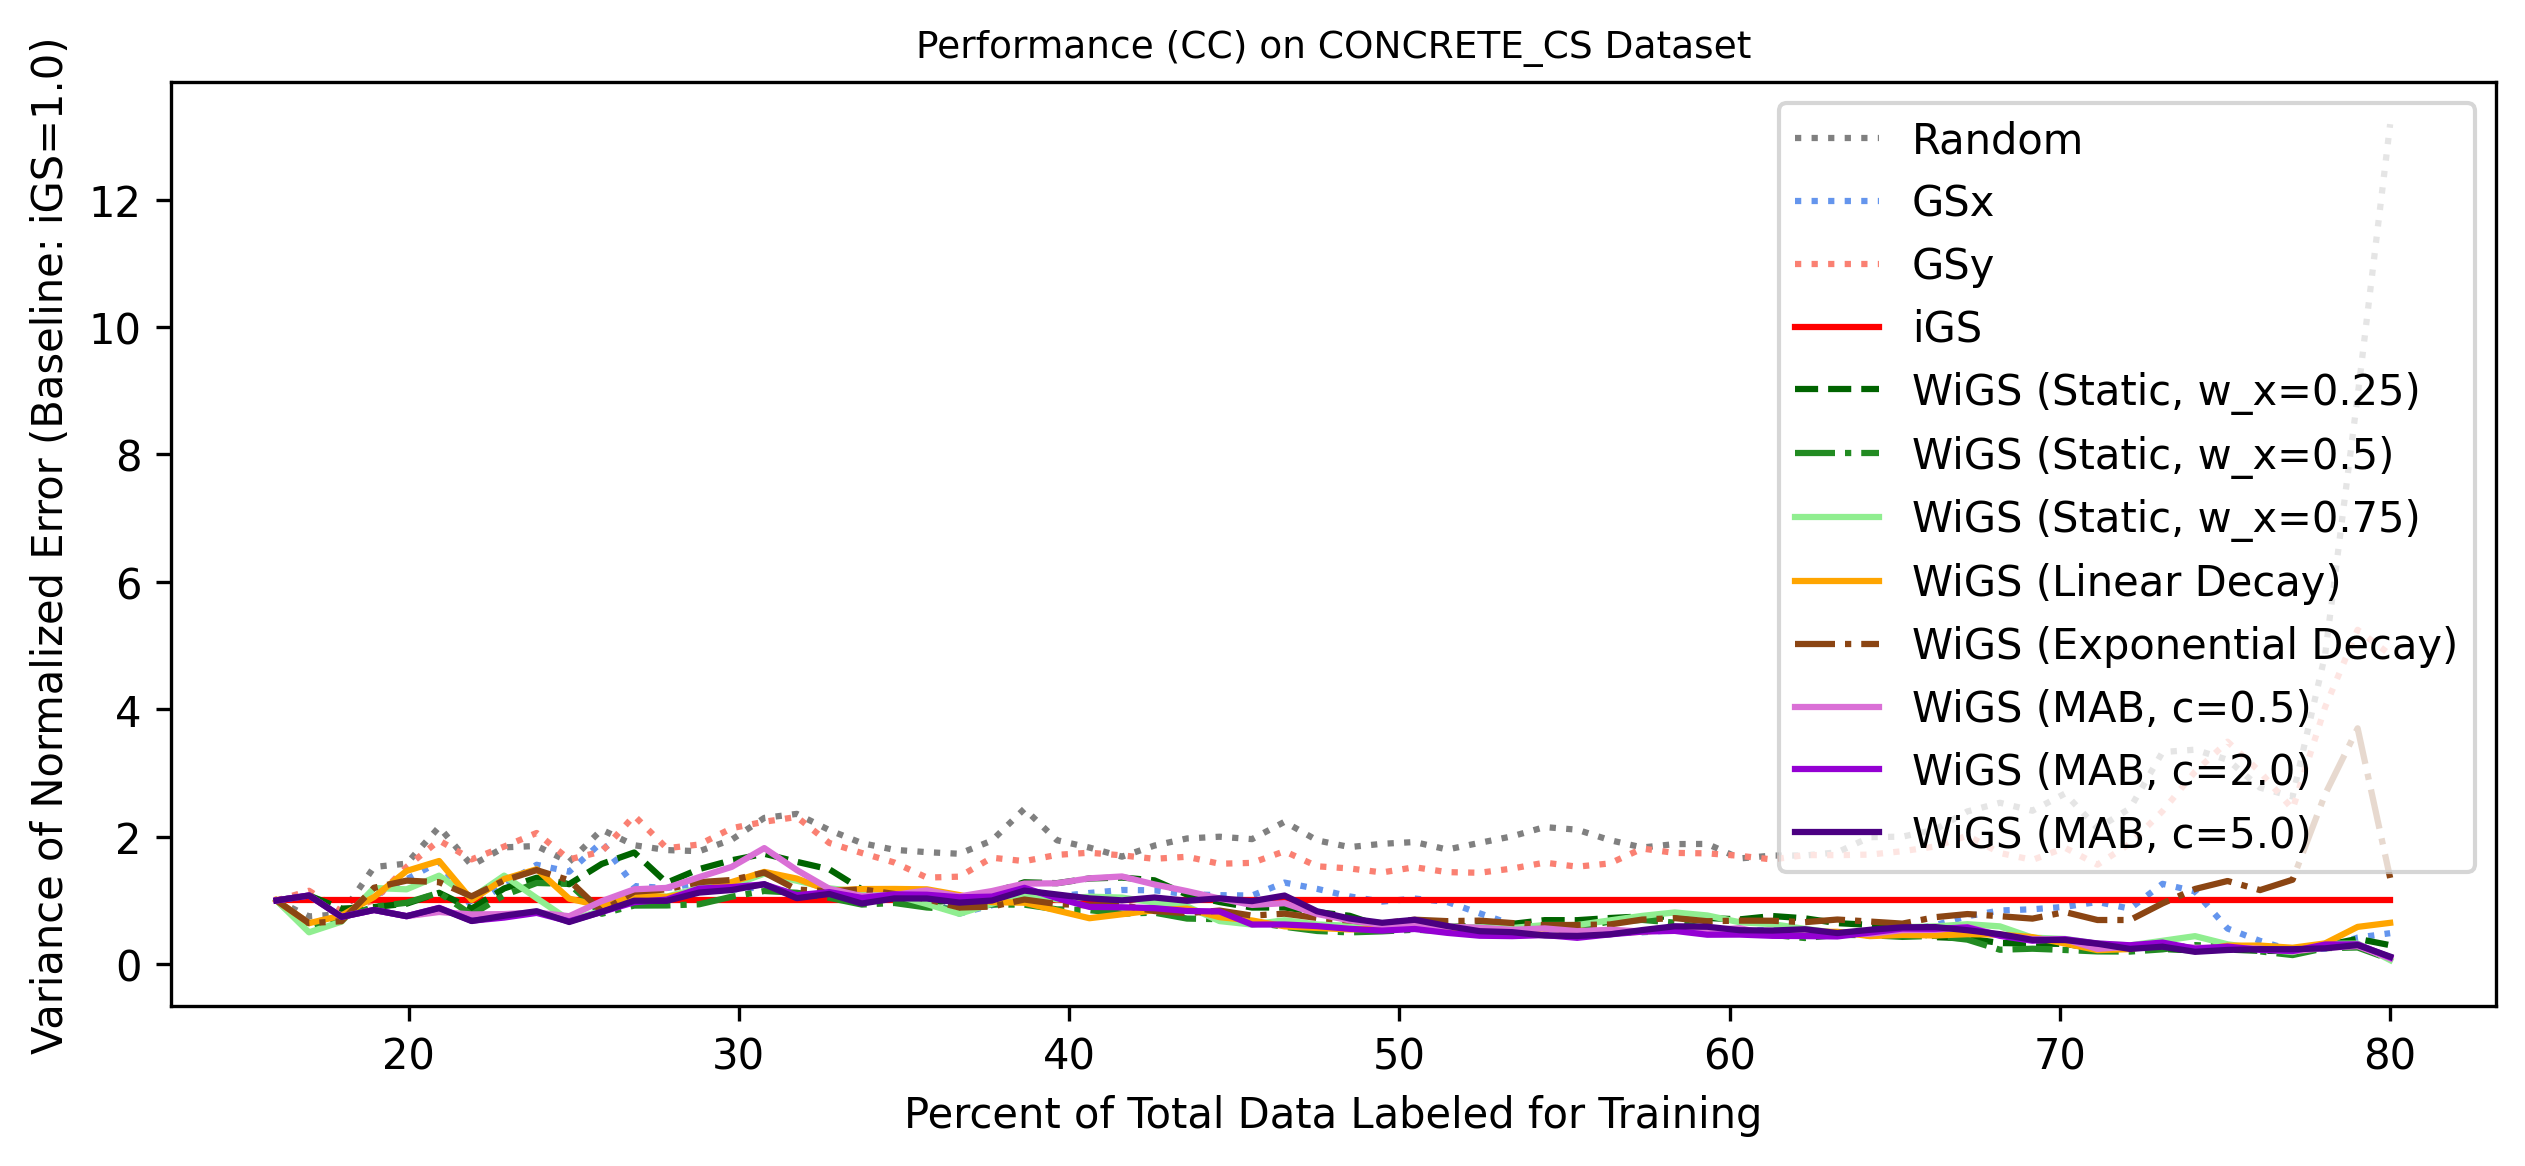 Performance (CC) on CONCRETE_CS Dataset
Variance of Normalized Error (Baseline: iGS=1.0)
12
10
8
6
4
2
0
Random
GSx
GSy
iGS
WiGS (Static, w_x=0.25)
WiGS (Static, w_x=0.5)
WiGS (Static, w_x=0.75)
WiGS (Linear Decay)
WiGS (Exponential Decay)
WiGS (MAB, c=0.5)
WiGS (MAB, c=2.0)
WiGS (MAB, c=5.0)
20 30 40 50 60 70 80
Percent of Total Data Labeled for Training